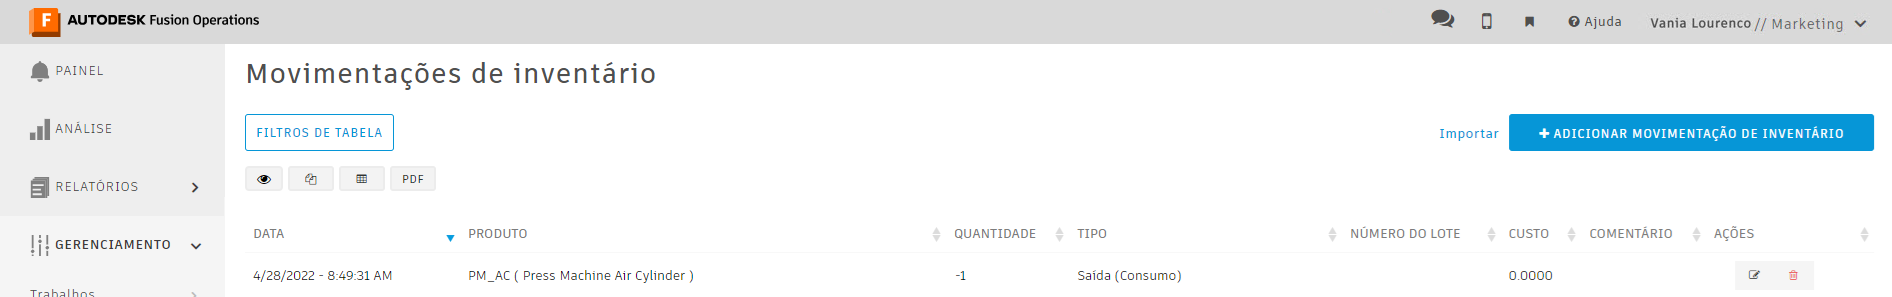 F AUTODESK Fusion Operations
Ajuda
Vania Lourenco // Marketing
PAINEL
ANÁLISE
RELATÓRIOS
GERENCIAMENTO
Trabalhos
Movimentações de inventário
FILTROS DE TABELA
Importar
+ ADICIONAR MOVIMENTAÇÃO DE INVENTÁRIO
PDF
DATA PRODUTO QUANTIDADE TIPO NÚMERO DO LOTE CUSTO COMENTÁRIO AÇÕES
4/28/2022 - 8:49:31 AM PM_AC ( Press Machine Air Cylinder ) -1 Saída (Consumo) 0.0000